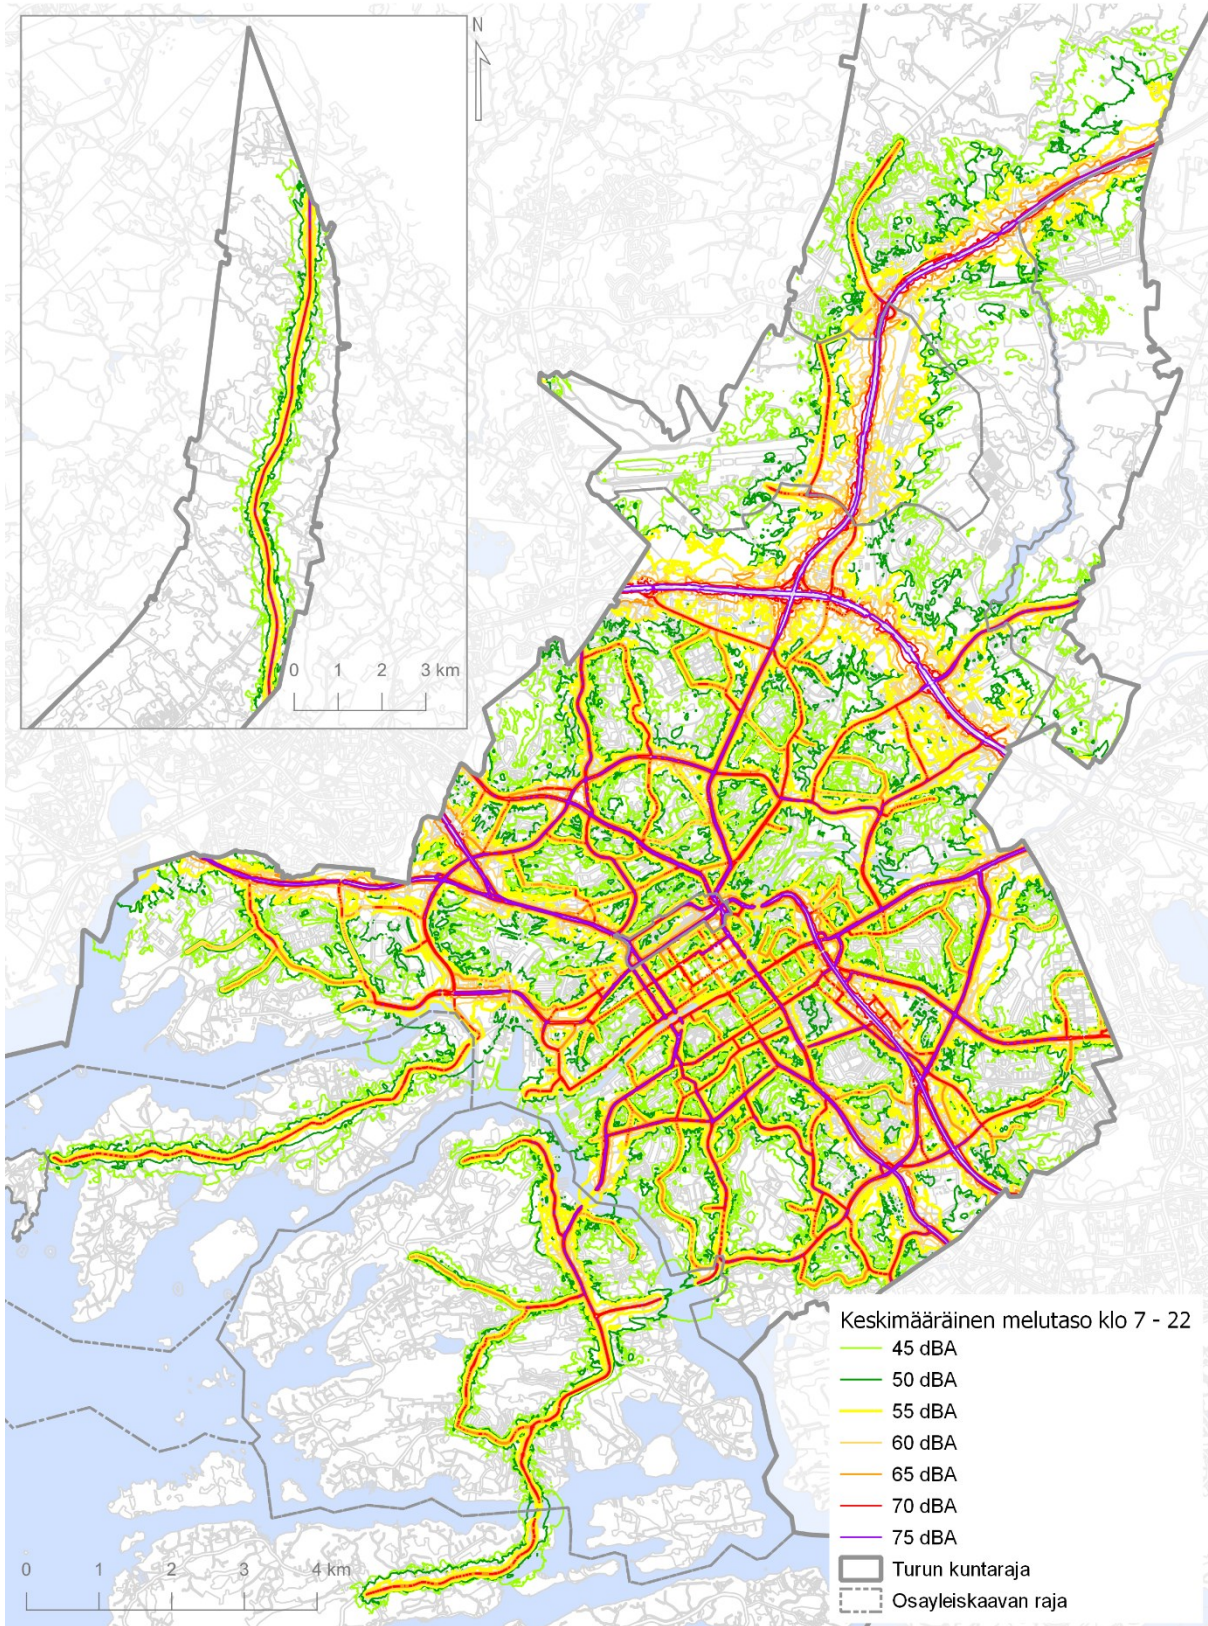 N
0 1 2 3 km
Keskimääräinen melutaso klo 7 - 22
45 dBA
50 dBA
55 dBA
60 dBA
65 dBA
70 dBA
75 dBA
Turun kuntaraja
Osayleiskaavan raja
0 1 2 3 4 km